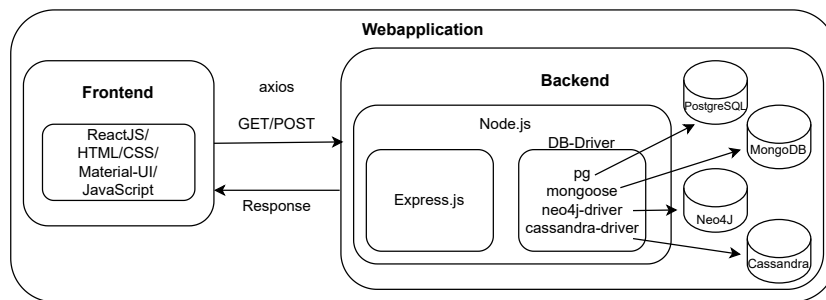 Webapplication
Frontend
ReactJS/
HTML/CSS/
Material-UI/
JavaScript
axios
GET/POST
Response
Backend
Node.js
Express.js
DB-Driver
pg
mongoose
neo4j-driver
cassandra-driver
PostgreSQL
MongoDB
Neo4J
Cassandra